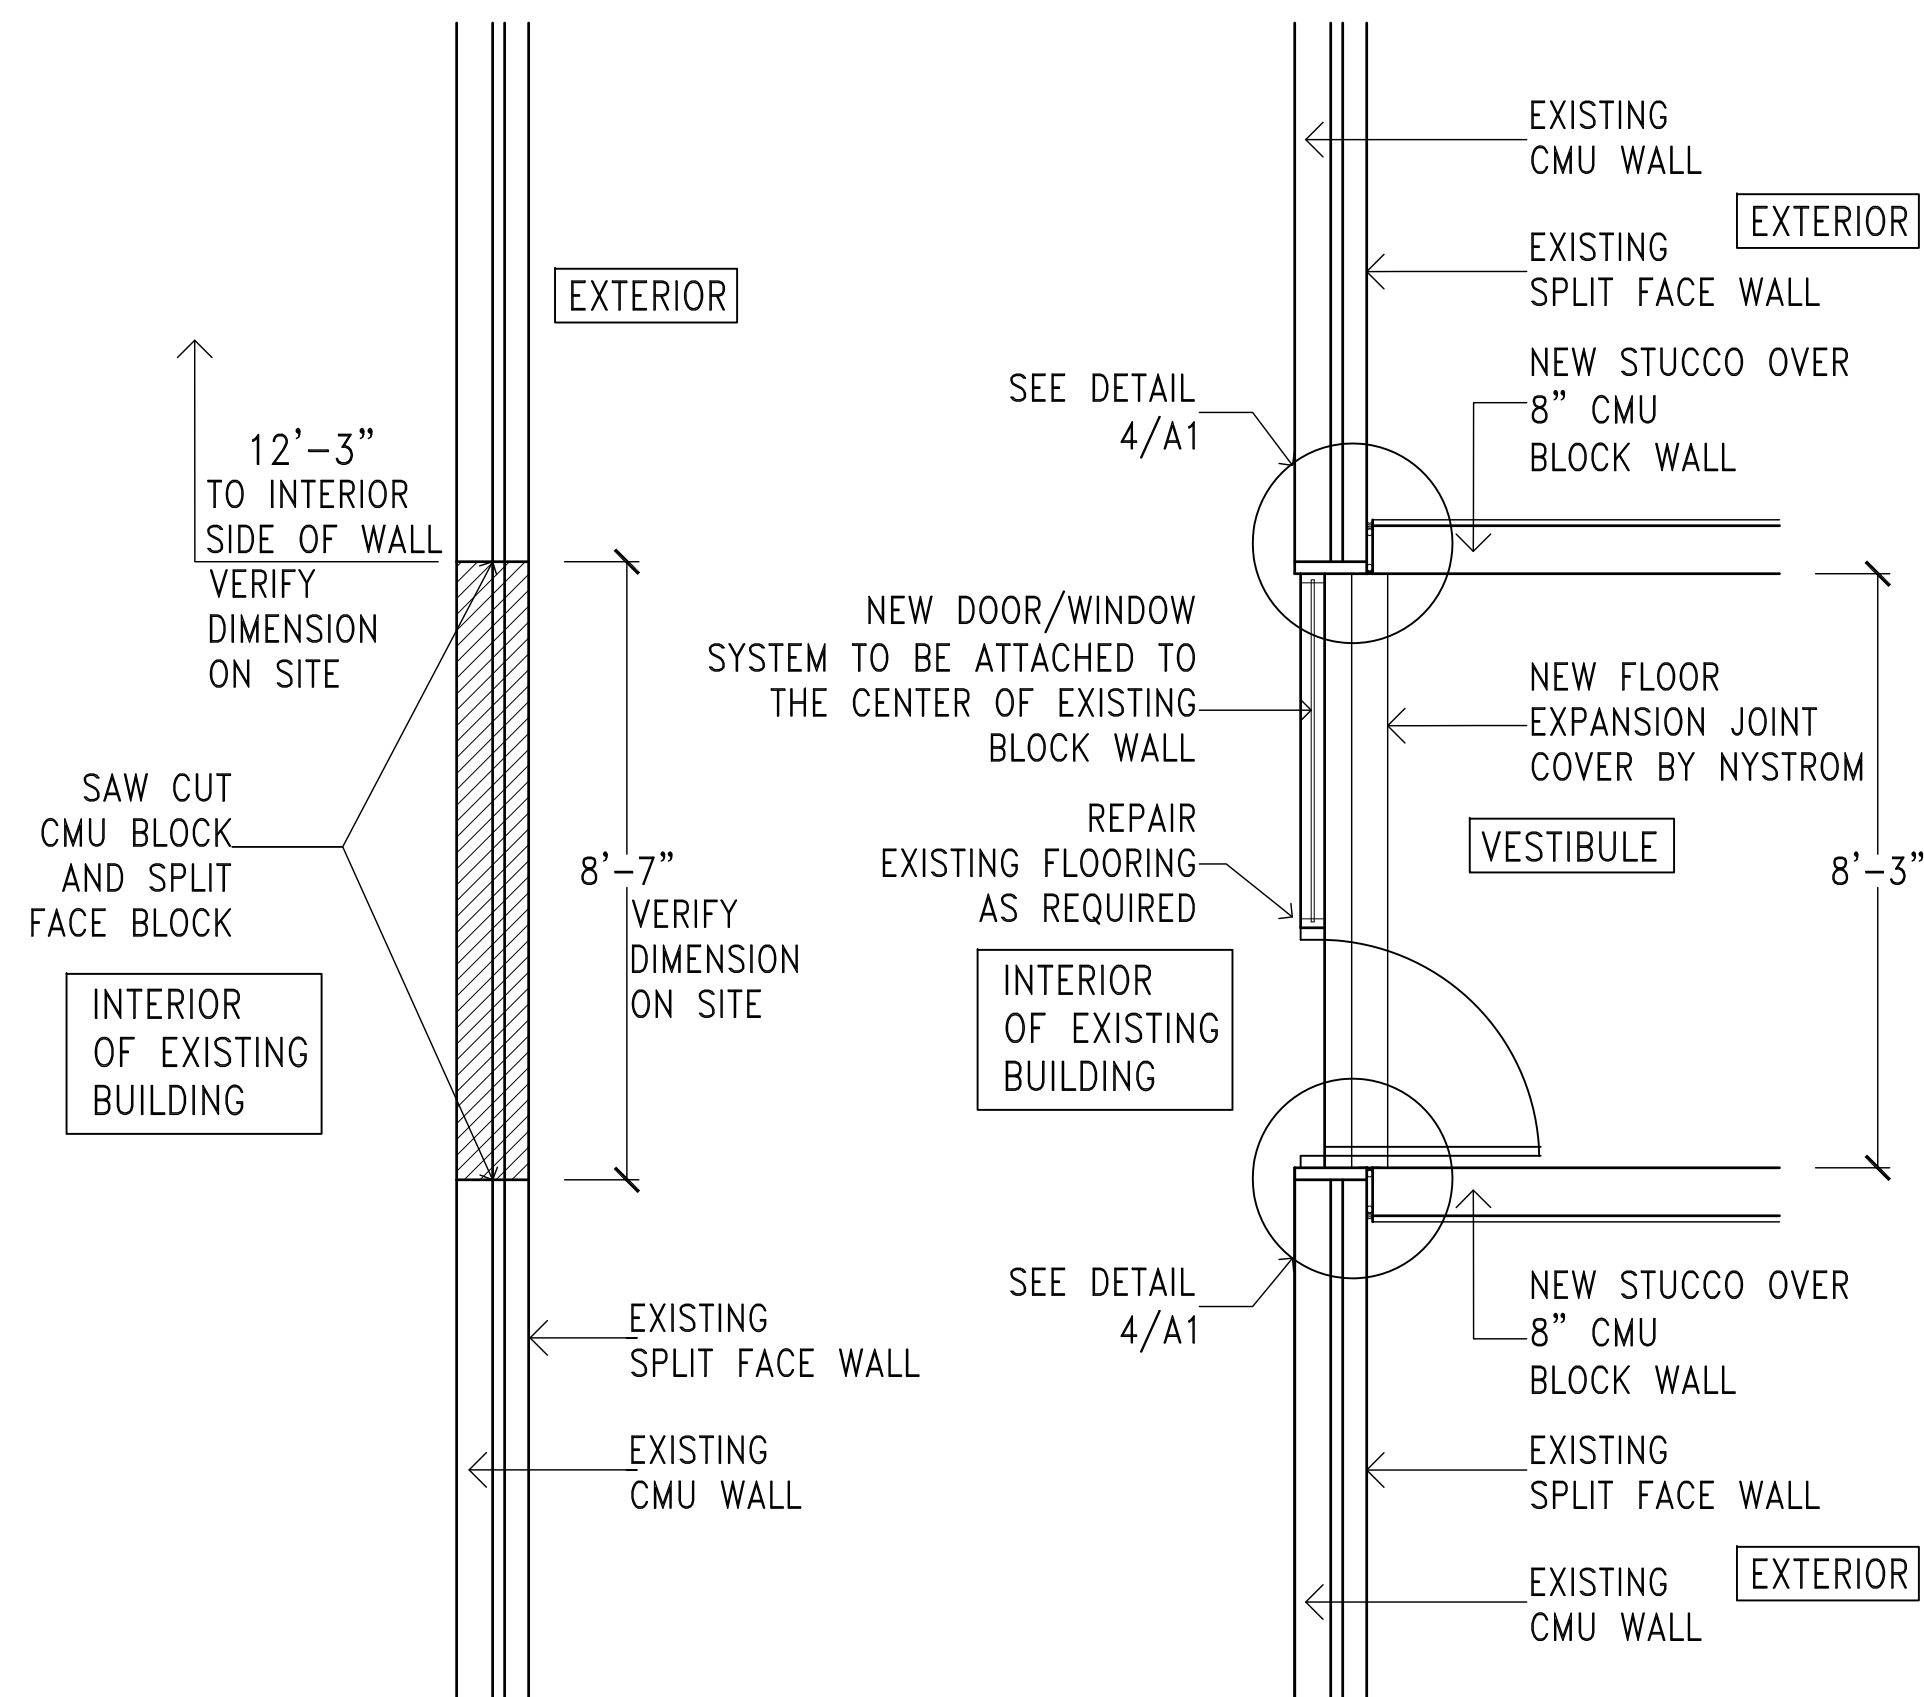 EXTERIOR
12'-3"
TO INTERIOR
SIDE OF WALL
VERIFY
DIMENSION
ON SITE
SAW CUT
CMU BLOCK
AND SPLIT
FACE BLOCK
8'-7"
VERIFY
DIMENSION
ON SITE
INTERIOR
OF EXISTING
BUILDING
EXISTING
SPLIT FACE WALL
EXISTING
CMU WALL
EXISTING
CMU WALL
EXTERIOR
EXISTING
SPLIT FACE WALL
SEE DETAIL
4/A1
NEW STUCCO OVER
8" CMU
BLOCK WALL
NEW DOOR/WINDOW
SYSTEM TO BE ATTACHED TO
THE CENTER OF EXISTING
BLOCK WALL
NEW FLOOR
EXPANSION JOINT
COVER BY NYSTROM
REPAIR
EXISTING FLOORING
AS REQUIRED
VESTIBULE
8'-3"
INTERIOR
OF EXISTING
BUILDING
SEE DETAIL
4/A1
NEW STUCCO OVER
8" CMU
BLOCK WALL
EXISTING
SPLIT FACE WALL
EXTERIOR
EXISTING
CMU WALL